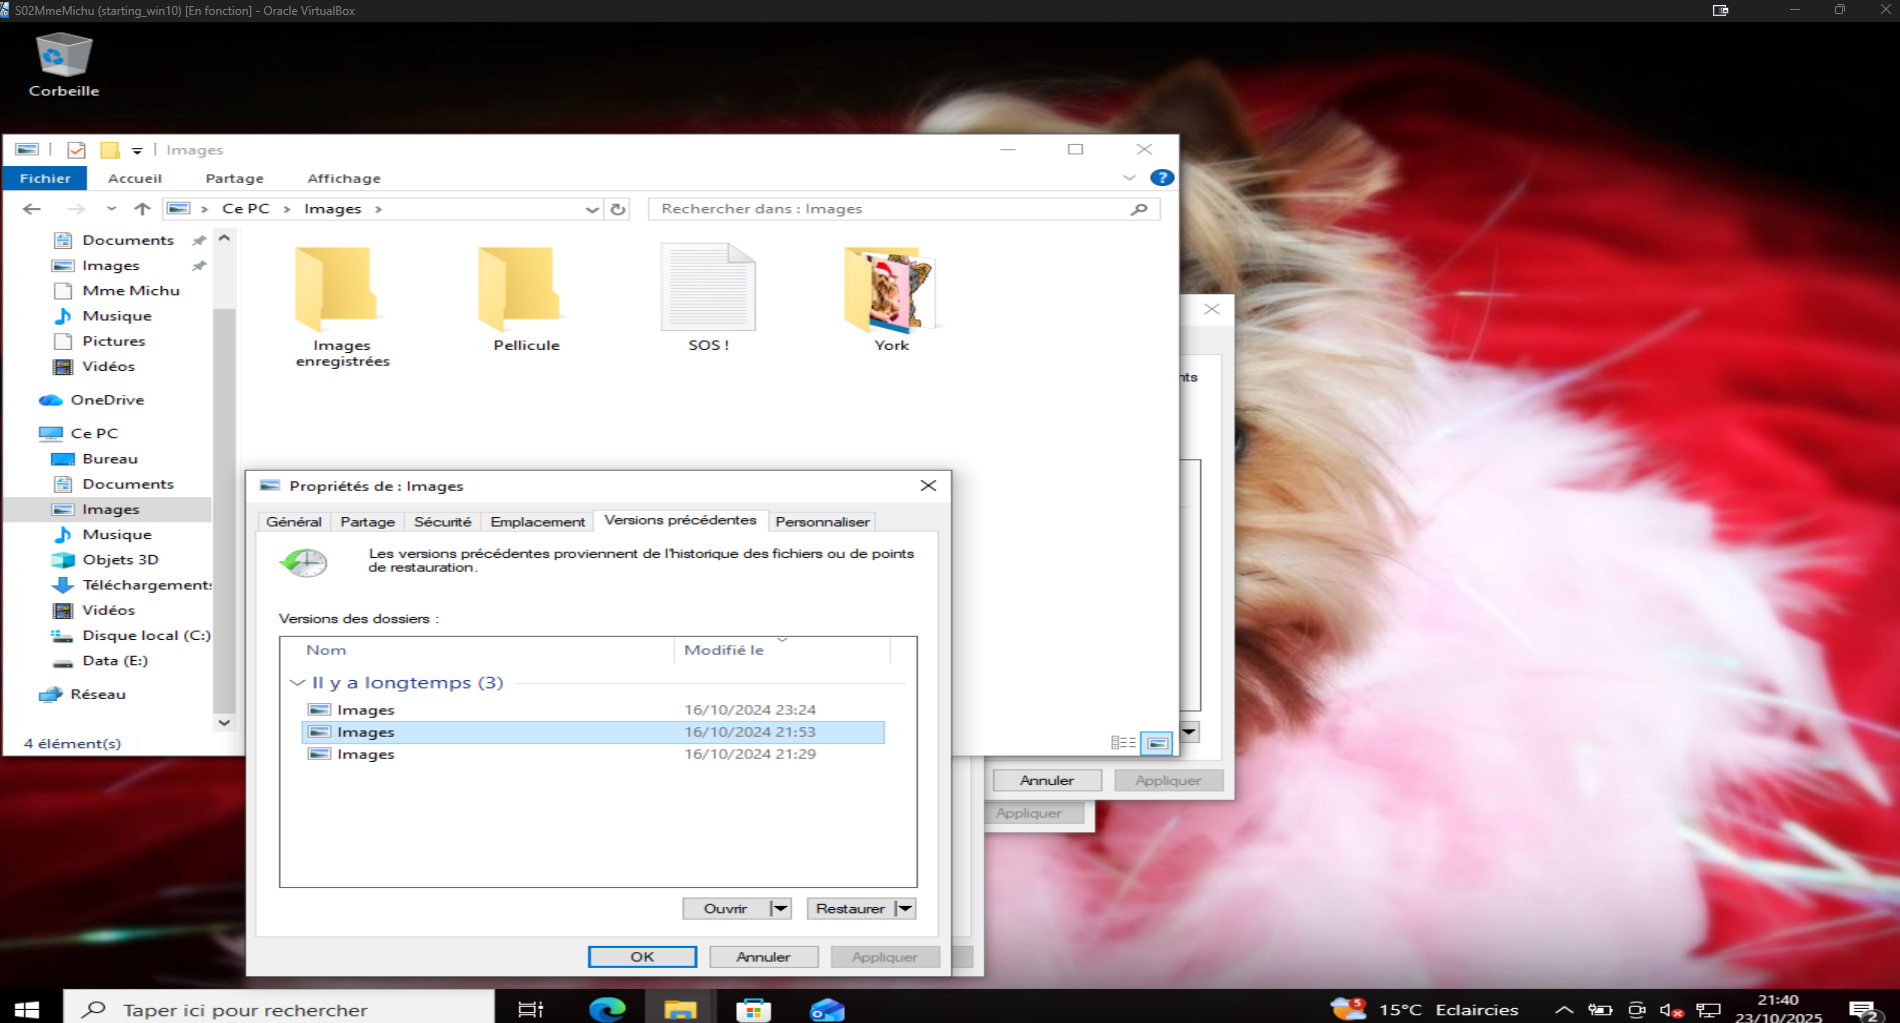 S02MmeMichu (starting_win10) [En fonction] - Oracle VirtualBox
Corbeille
Images
Fichier
Accueil
Partage
Affichage
Ce PC
Images
Rechercher dans : Images
Documents
Images
Mme Michu
Musique
Pictures
Vidéos
OneDrive
Ce PC
Bureau
Documents
Images
Musique
Objets 3D
Téléchargements
Vidéos
Disque local (C:)
Data (E:)
Réseau
4 élément(s)
Images
enregistrées
Pellicule
SOS !
York
nts
Annuler
Appliquer
Appliquer
Propriétés de : Images
Général
Partage
Sécurité
Emplacement
Versions précédentes
Personnaliser
Les versions précédentes proviennent de l'historique des fichiers ou de points
de restauration.
Versions des dossiers :
Nom
Modifié le
Il y a longtemps (3)
Images 16/10/2024 23:24
Images 16/10/2024 21:53
Images 16/10/2024 21:29
Ouvrir
Restaurer
OK
Annuler
Appliquer
Taper ici pour rechercher
5
15°C Eclaircies
21:40
23/10/2025
2